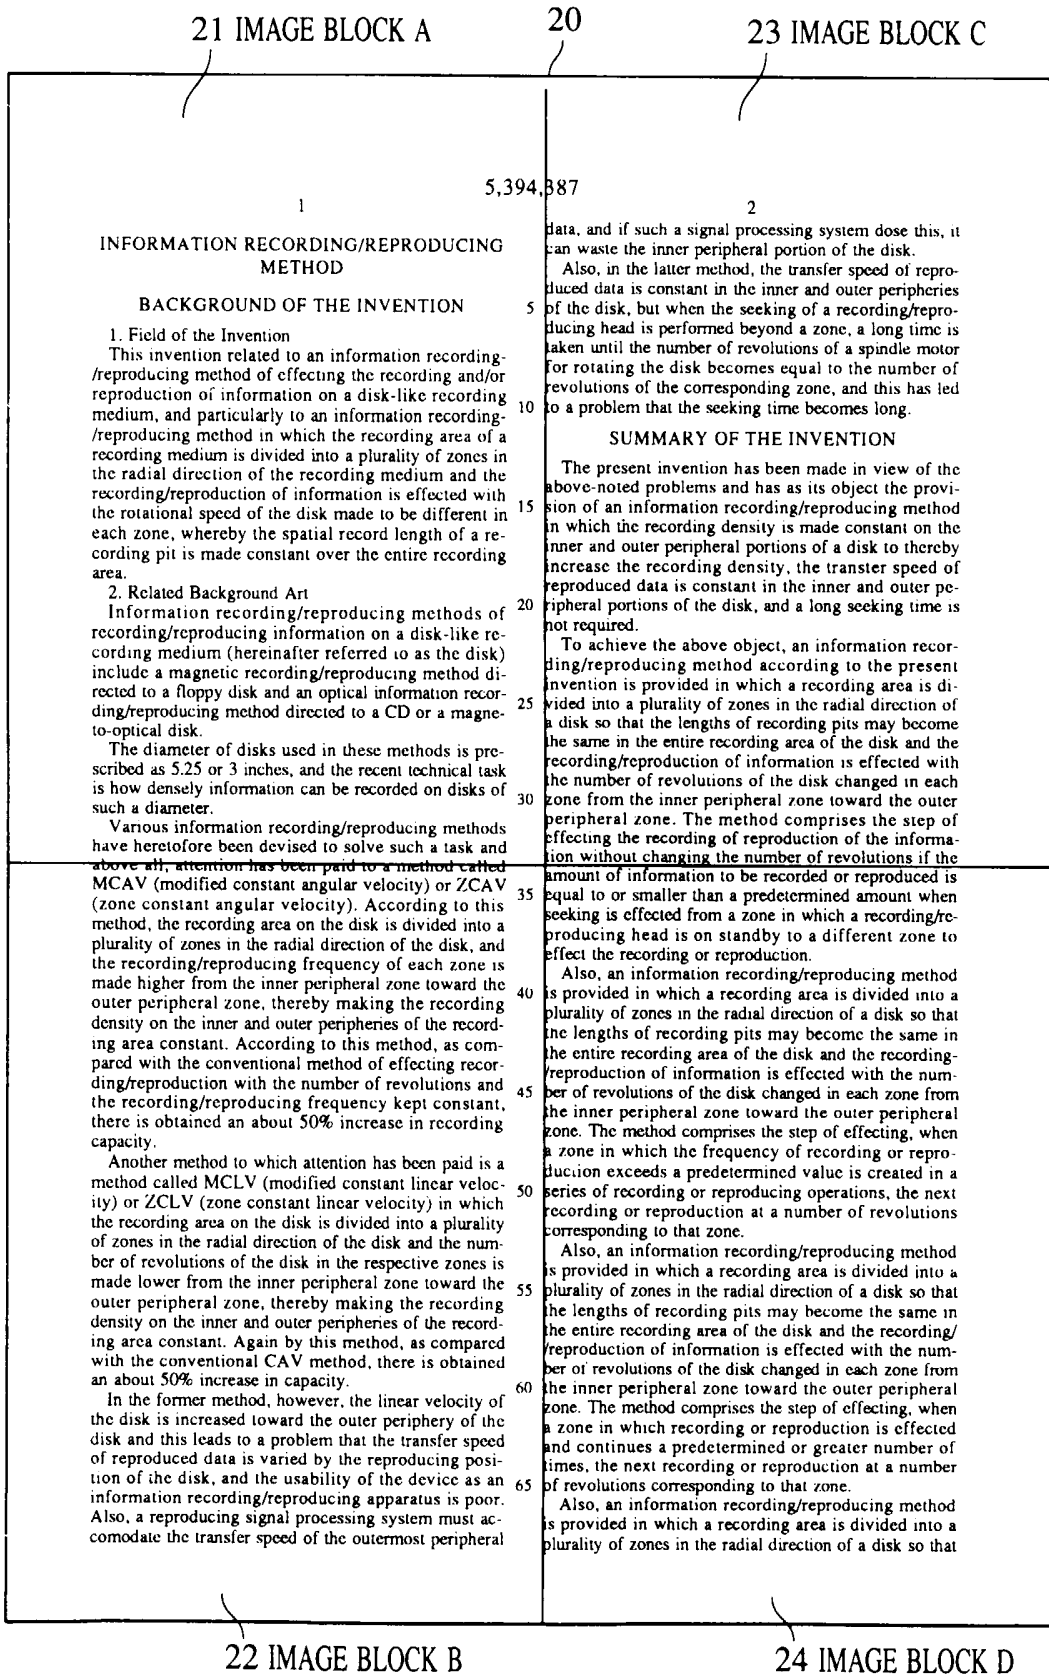 21 IMAGE BLOCK A
20
23 IMAGE BLOCK C
5,394,387
1
INFORMATION RECORDING/REPRODUCING
METHOD
BACKGROUND OF THE INVENTION
1. Field of the Invention
This invention related to an information recording-
/reproducing method of effecting the recording and/or
reproduction of information on a disk-like recording
medium, and particularly to an information recording-
/reproducing method in which the recording area of a
recording medium is divided into a plurality of zones in
the radial direction of the recording medium and the
recording/reproduction of information is effected with
the rotational speed of the disk made to be different in
each zone, whereby the spatial record length of a re-
cording pit is made constant over the entire recording
area.
2. Related Background Art
Information recording/reproducing methods of
recording/reproducing information on a disk-like re-
cording medium (hereinafter referred to as the disk)
include a magnetic recording/reproducing method di-
rected to a floppy disk and an optical information recor-
ding/reproducing method directed to a CD or a magne-
to-optical disk.
The diameter of disks used in these methods is pre-
scribed as 5.25 or 3 inches, and the recent technical task
is how densely information can be recorded on disks of
such a diameter.
Various information recording/reproducing methods
have heretofore been devised to solve such a task and
above all, attention has been paid to a method called
MCAV (modified constant angular velocity) or ZCAV
(zone constant angular velocity). According to this
method, the recording area on the disk is divided into a
plurality of zones in the radial direction of the disk, and
the recording/reproducing frequency of each zone is
made higher from the inner peripheral zone toward the
outer peripheral zone, thereby making the recording
density on the inner and outer peripheries of the record-
ing area constant. According to this method, as com-
pared with the conventional method of effecting recor-
ding/reproduction with the number of revolutions and
the recording/reproducing frequency kept constant,
there is obtained an about 50% increase in recording
capacity.
Another method to which attention has been paid is a
method called MCLV (modified constant linear veloc-
ity) or ZCLV (zone constant linear velocity) in which
the recording area on the disk is divided into a plurality
of zones in the radial direction of the disk and the num-
ber of revolutions of the disk in the respective zones is
made lower from the inner peripheral zone toward the
outer peripheral zone, thereby making the recording
density on the inner and outer peripheries of the record-
ing area constant. Again by this method, as compared
with the conventional CAV method, there is obtained
an about 50% increase in capacity.
In the former method, however, the linear velocity of
the disk is increased toward the outer periphery of the
disk and this leads to a problem that the transfer speed
of reproduced data is varied by the reproducing posi-
tion of the disk, and the usability of the device as an
information recording/reproducing apparatus is poor.
Also, a reproducing signal processing system must ac-
comodate the transfer speed of the outermost peripheral
2
data, and if such a signal processing system dose this, it
can waste the inner peripheral portion of the disk.
Also, in the latter method, the transfer speed of repro-
duced data is constant in the inner and outer peripheries
5 of the disk, but when the seeking of a recording/repro-
ducing head is performed beyond a zone, a long time is
taken until the number of revolutions of a spindle motor
for rotating the disk becomes equal to the number of
revolutions of the corresponding zone, and this has led
10 to a problem that the seeking time becomes long.
SUMMARY OF THE INVENTION
The present invention has been made in view of the
above-noted problems and has as its object the provi-
15 sion of an information recording/reproducing method
in which the recording density is made constant on the
inner and outer peripheral portions of a disk to thereby
increase the recording density, the transter speed of
reproduced data is constant in the inner and outer pe-
20 ripheral portions of the disk, and a long seeking time is
not required.
To achieve the above object, an information recor-
ding/reproducing method according to the present
invention is provided in which a recording area is di-
25 vided into a plurality of zones in the radial direction of
a disk so that the lengths of recording pits may become
the same in the entire recording area of the disk and the
recording/reproduction of information is effected with
the number of revolutions of the disk changed in each
30 zone from the inner peripheral zone toward the outer
peripheral zone. The method comprises the step of
effecting the recording of reproduction of the informa-
tion without changing the number of revolutions if the
amount of information to be recorded or reproduced is
35 equal to or smaller than a predetermined amount when
seeking is effected from a zone in which a recording/re-
producing head is on standby to a different zone to
effect the recording or reproduction.
Also, an information recording/reproducing method
40 is provided in which a recording area is divided into a
plurality of zones in the radial direction of a disk so that
the lengths of recording pits may become the same in
the entire recording area of the disk and the recording-
/reproduction of information is effected with the num-
45 ber of revolutions of the disk changed in each zone from
the inner peripheral zone toward the outer peripheral
zone. The method comprises the step of effecting, when
a zone in which the frequency of recording or repro-
duction exceeds a predetermined value is created in a
50 series of recording or reproducing operations, the next
recording or reproduction at a number of revolutions
corresponding to that zone.
Also, an information recording/reproducing method
is provided in which a recording area is divided into a
55 plurality of zones in the radial direction of a disk so that
the lengths of recording pits may become the same in
the entire recording area of the disk and the recording/
/reproduction of information is effected with the num-
ber of revolutions of the disk changed in each zone from
60 the inner peripheral zone toward the outer peripheral
zone. The method comprises the step of effecting, when
a zone in which recording or reproduction is effected
and continues a predetermined or greater number of
times, the next recording or reproduction at a number
65 of revolutions corresponding to that zone.
Also, an information recording/reproducing method
is provided in which a recording area is divided into a
plurality of zones in the radial direction of a disk so that
22 IMAGE BLOCK B
24 IMAGE BLOCK D